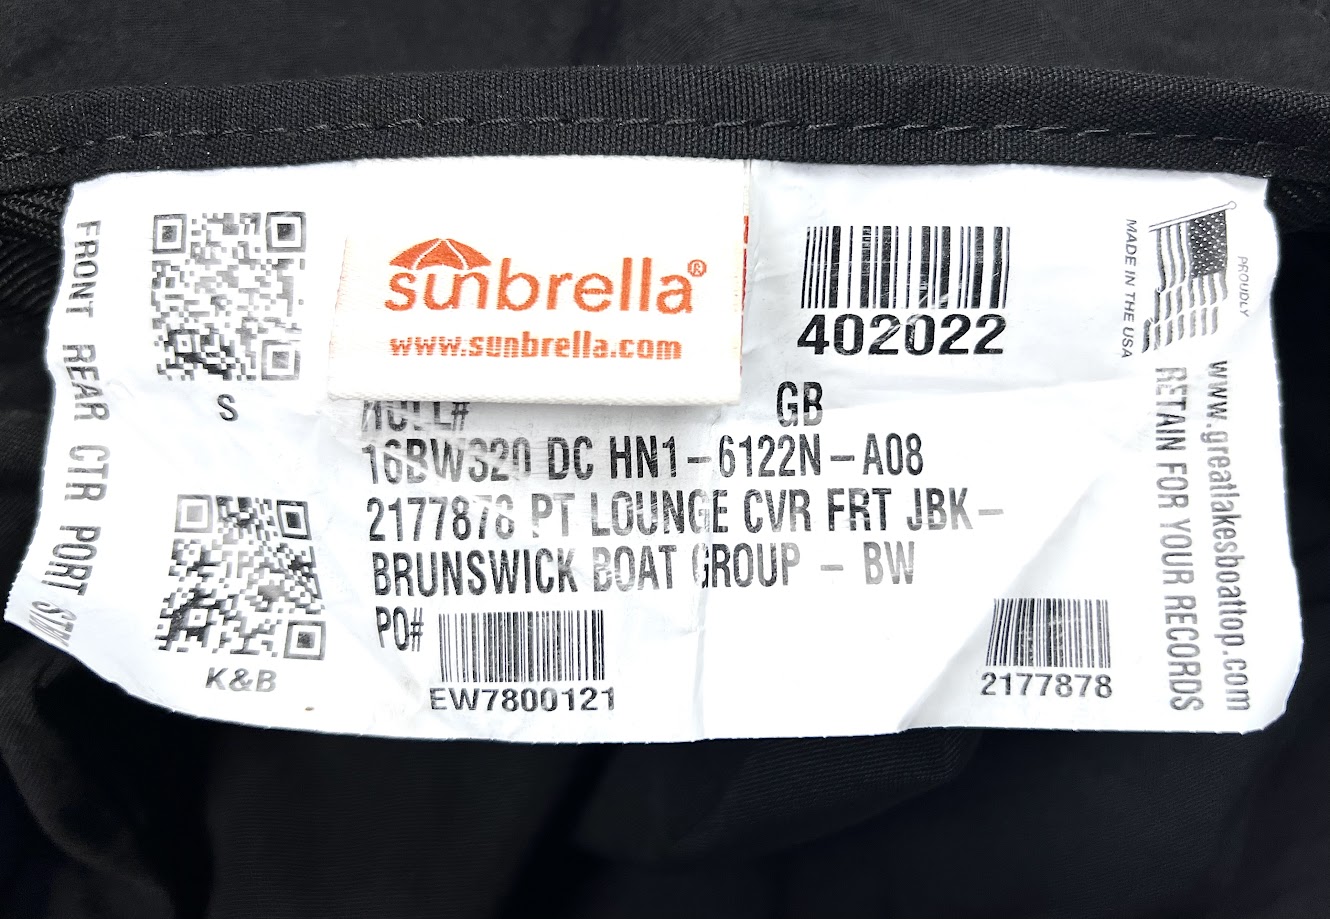 FRONT REAR CTR PORT
S
K&B
sunbrella®
www.sunbrella.com
402022
GB
16BWS20 DC HN1-6122N-A08
2177878 PT LOUNGE CVR FRT JBK-
BRUNSWICK BOAT GROUP - BW
PO#
EW7800121
2177878
PROUDLY
MADE IN THE USA
www.greatlakesboattop.com
RETAIN FOR YOUR RECORDS